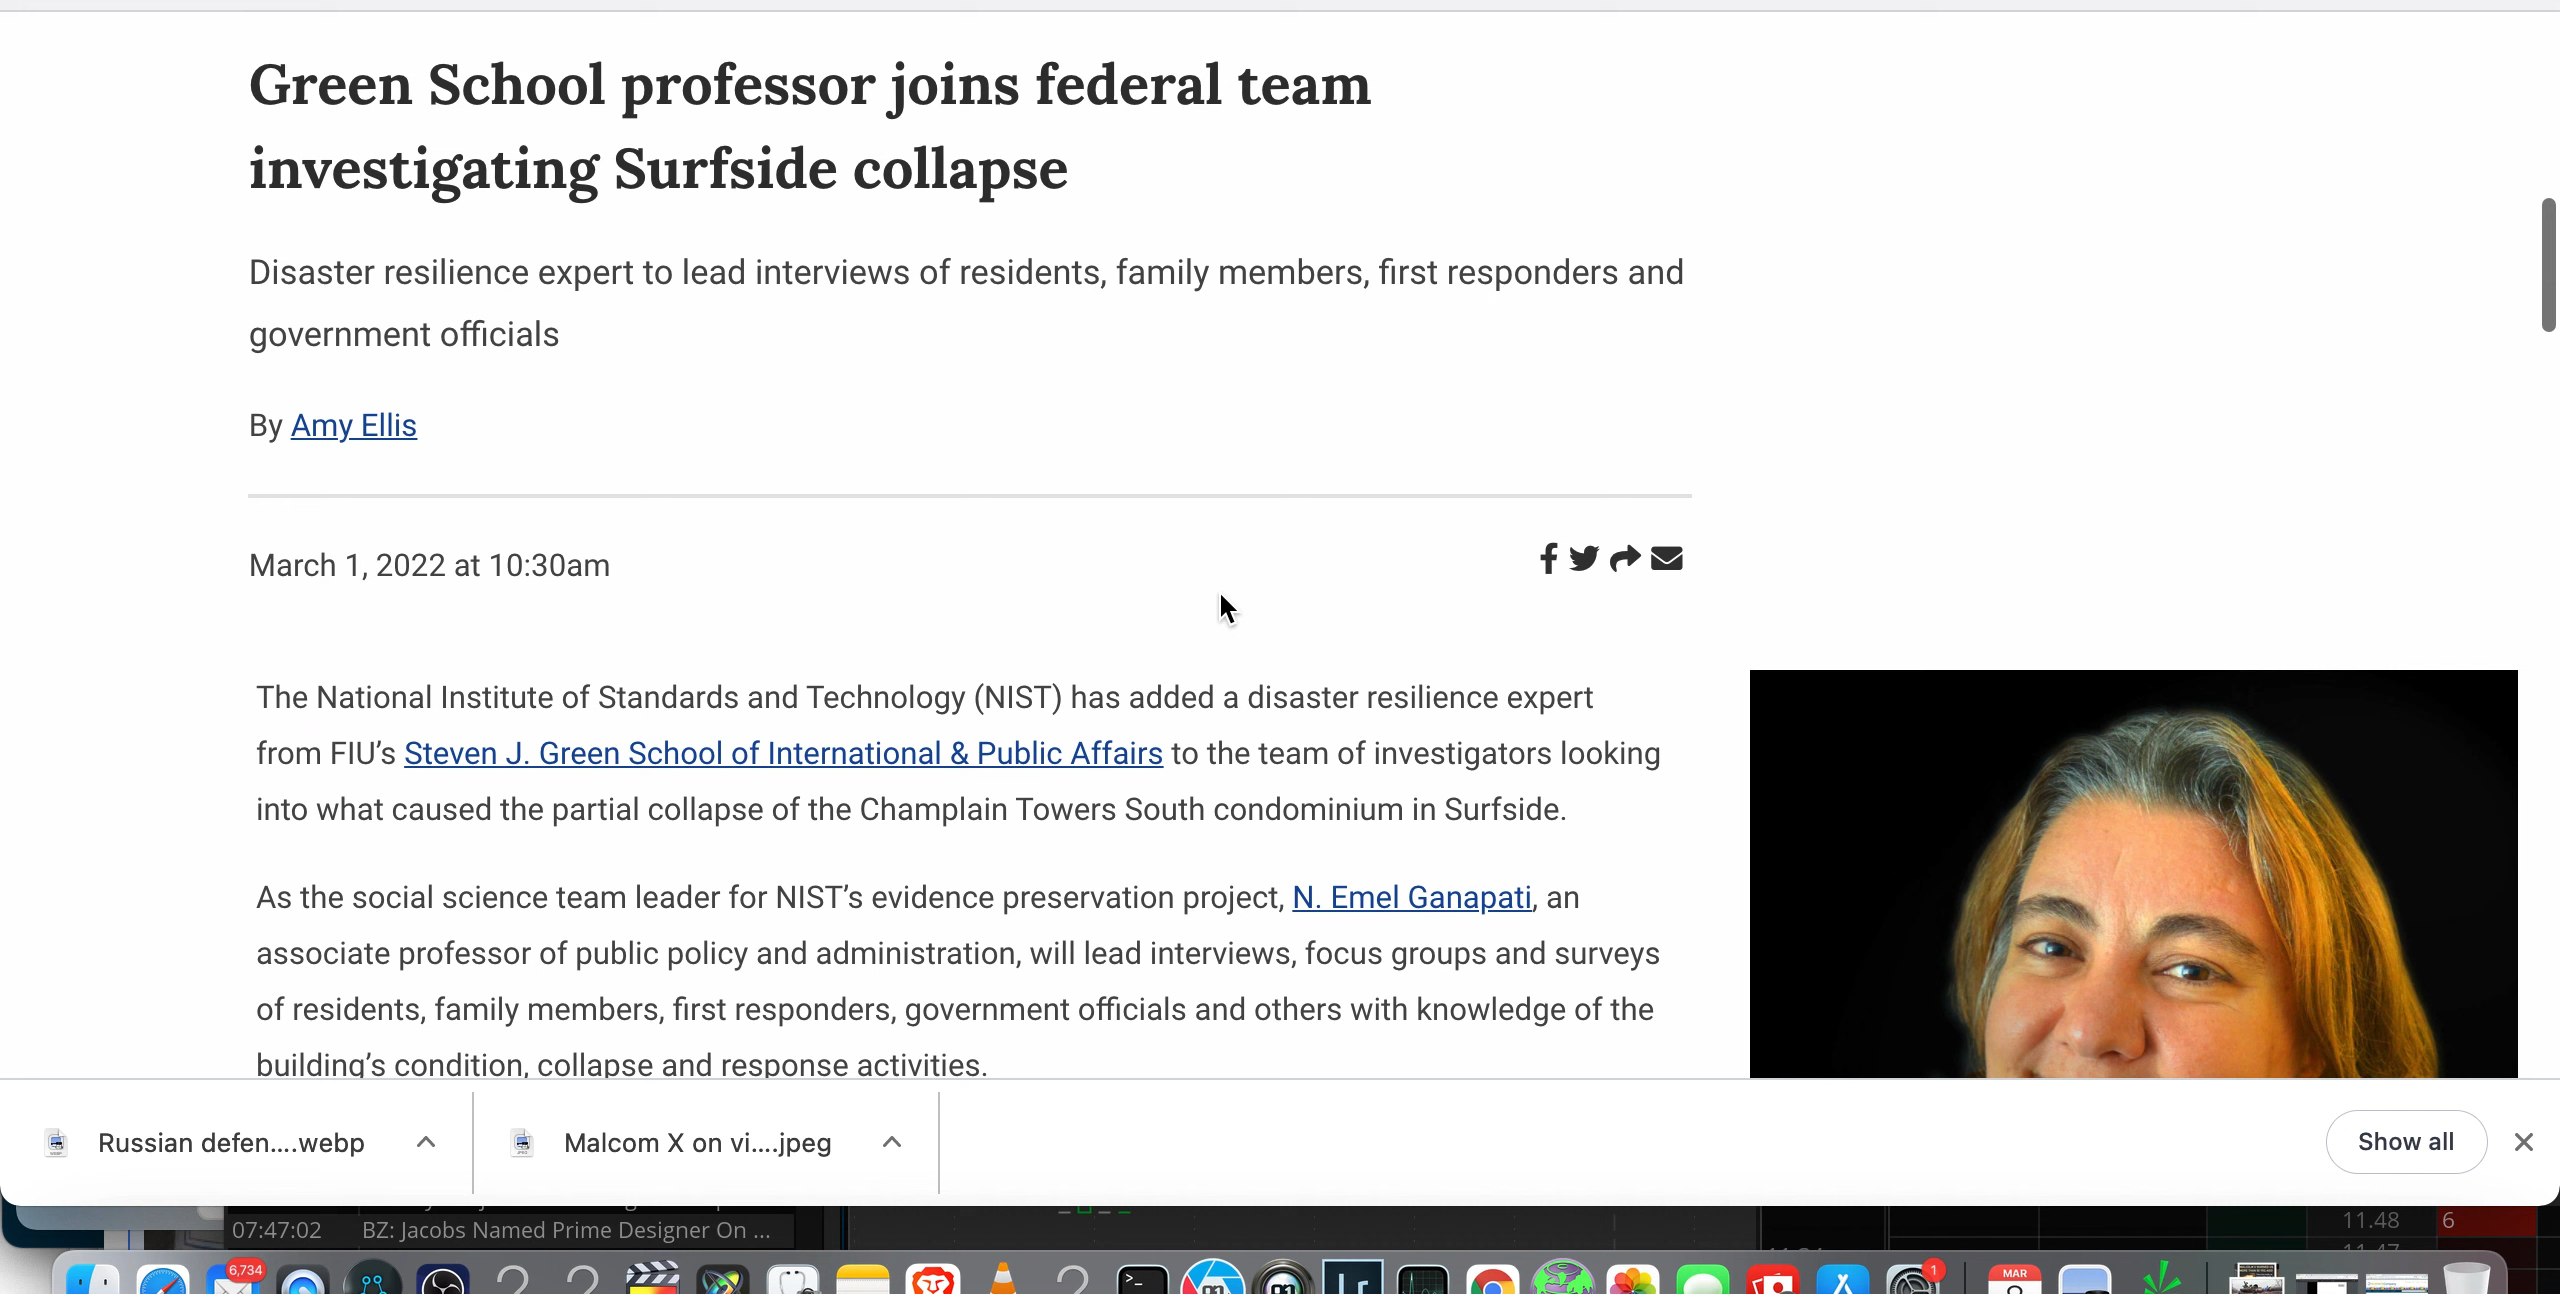 Green School professor joins federal team
investigating Surfside collapse
Disaster resilience expert to lead interviews of residents, family members, first responders and
government officials
By Amy Ellis
March 1, 2022 at 10:30am
The National Institute of Standards and Technology (NIST) has added a disaster resilience expert
from FIU’s Steven J. Green School of International & Public Affairs to the team of investigators looking
into what caused the partial collapse of the Champlain Towers South condominium in Surfside.
As the social science team leader for NIST’s evidence preservation project, N. Emel Ganapati, an
associate professor of public policy and administration, will lead interviews, focus groups and surveys
of residents, family members, first responders, government officials and others with knowledge of the
building’s condition, collapse and response activities.
Russian defen....webp
Malcom X on vi....jpeg
Show all
07:47:02 BZ: Jacobs Named Prime Designer On ...
11.48 6
6,734
Lr
1
MAR